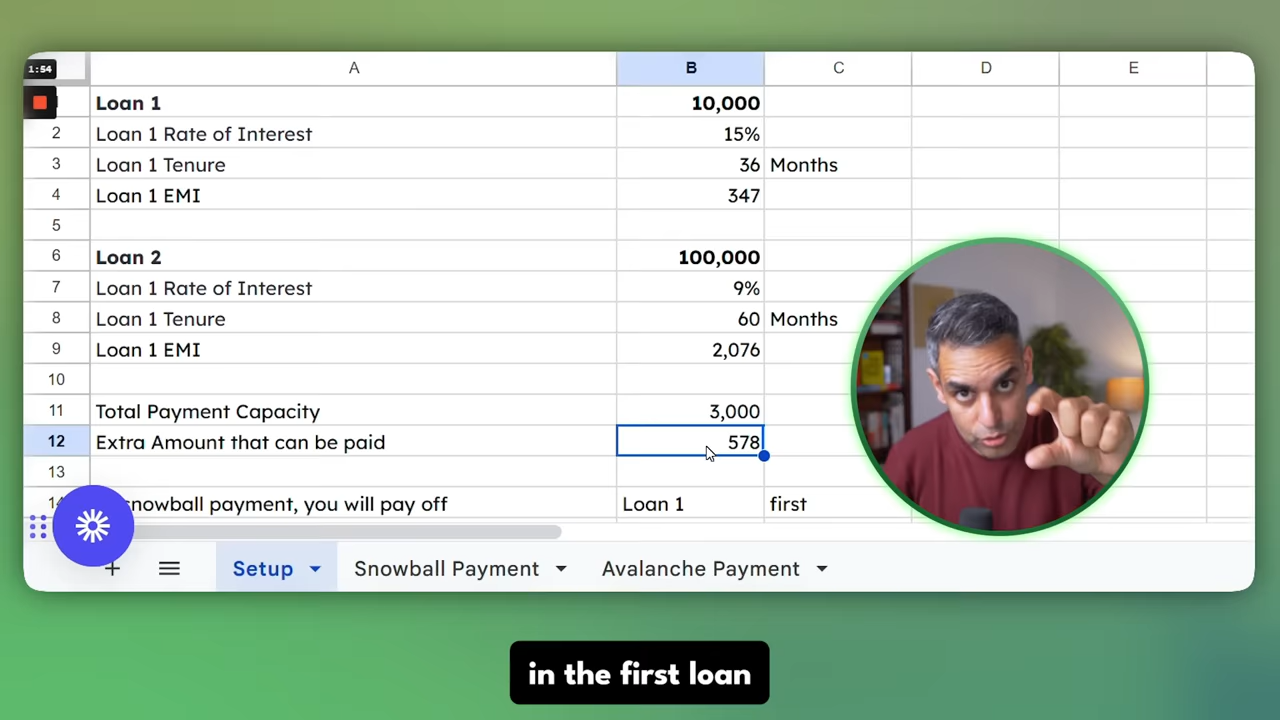 1:54
A B C D E
Loan 1 10,000
2 Loan 1 Rate of Interest 15%
3 Loan 1 Tenure 36 Months
4 Loan 1 EMI 347
5
6 Loan 2 100,000
7 Loan 1 Rate of Interest 9%
8 Loan 1 Tenure 60 Months
9 Loan 1 EMI 2,076
10
11 Total Payment Capacity 3,000
12 Extra Amount that can be paid 578
13
snowball payment, you will pay off Loan 1 first
Setup Snowball Payment Avalanche Payment
in the first loan